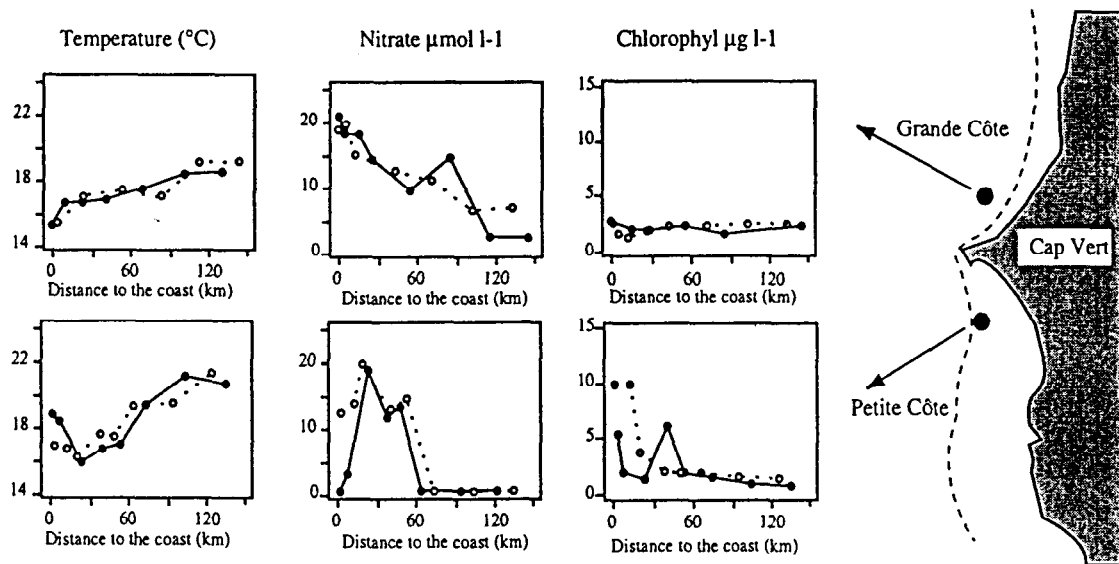 Temperature (°C)
Nitrate µmol l-1
Chlorophyl µg l-1
22
18
14
0 60 120
Distance to the coast (km)
20
10
0
0 60 120
Distance to the coast (km)
15
10
5
0
0 60 120
Distance to the coast (km)
22
18
14
0 60 120
Distance to the coast (km)
20
10
0
0 60 120
Distance to the coast (km)
15
10
5
0
0 60 120
Distance to the coast (km)
Grande Côte
Cap Vert
Petite Côte